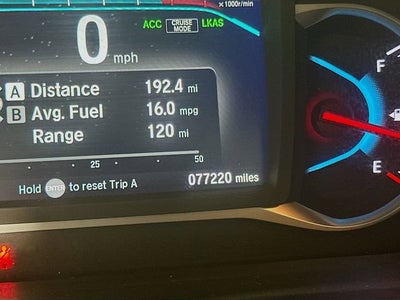 ×1000r/min
0 mph
ACC CRUISE MODE LKAS
A Distance 192.4 mi
B Avg. Fuel 16.0 mpg
Range 120 mi
25 50
Hold ENTER to reset Trip A
077220 miles
F
E